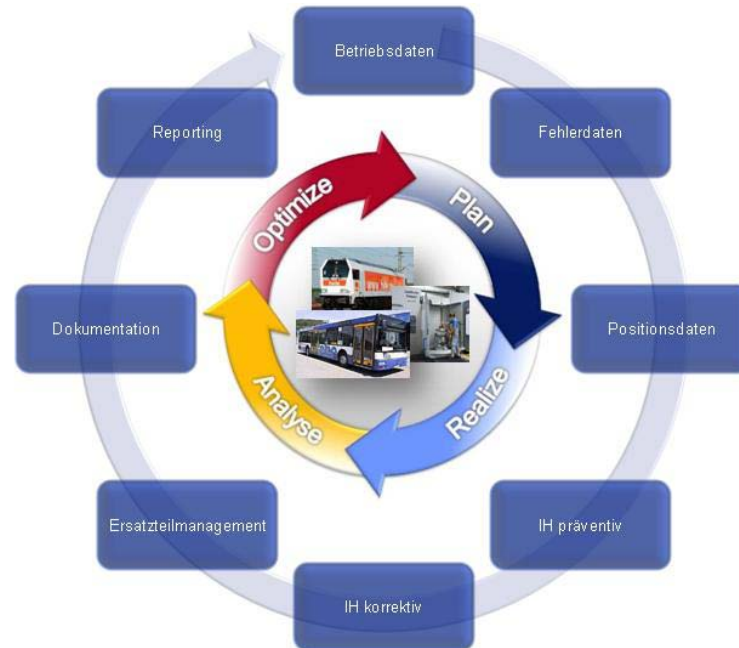 Betriebsdaten
Reporting
Fehlerdaten
Optimize
Plan
Dokumentation
Positionsdaten
Analyse
Realize
Ersatzteilmanagement
IH präventiv
IH korrektiv